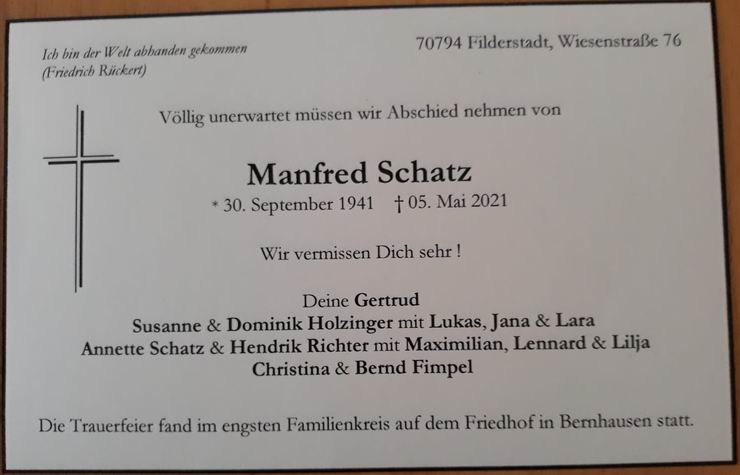 Ich bin der Welt abhanden gekommen
(Friedrich Rückert)
70794 Filderstadt, Wiesenstraße 76
Völlig unerwartet müssen wir Abschied nehmen von
Manfred Schatz
* 30. September 1941 † 05. Mai 2021
Wir vermissen Dich sehr !
Deine Gertrud
Susanne & Dominik Holzinger mit Lukas, Jana & Lara
Annette Schatz & Hendrik Richter mit Maximilian, Lennard & Lilja
Christina & Bernd Fimpel
Die Trauerfeier fand im engsten Familienkreis auf dem Friedhof in Bernhausen statt.